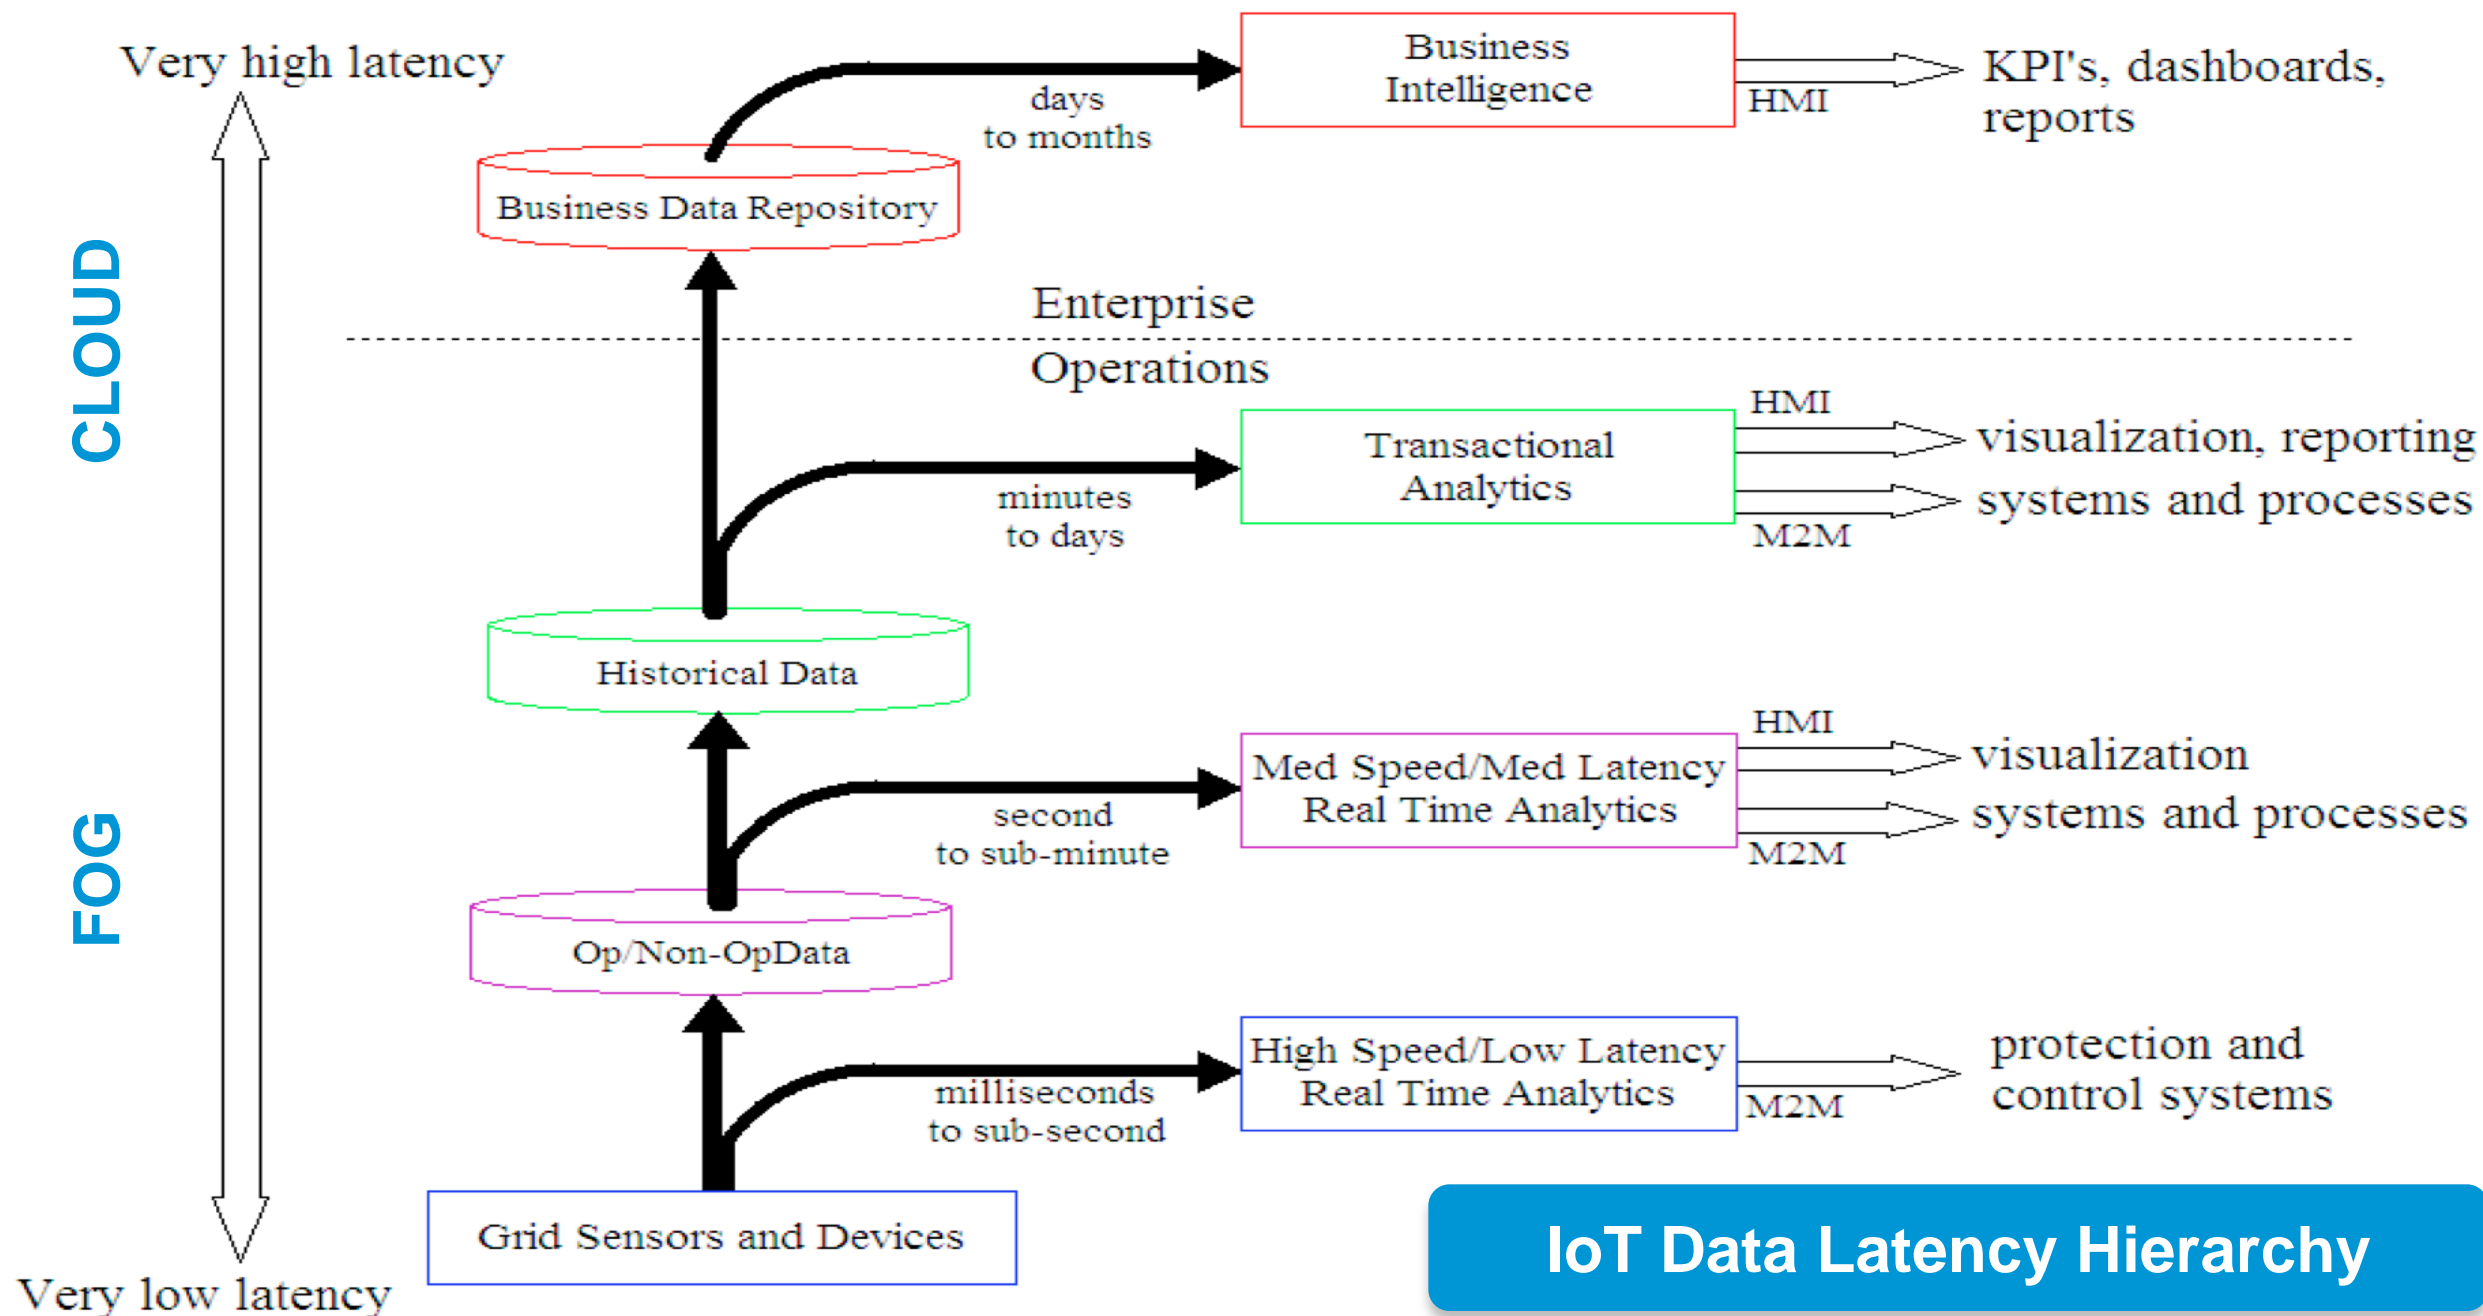 Very high latency
Business
Intelligence
HMI
KPI's, dashboards,
reports
days
to months
Business Data Repository
CLOUD
Enterprise
Operations
HMI
Transactional
Analytics
visualization, reporting
systems and processes
M2M
minutes
to days
Historical Data
HMI
Med Speed/Med Latency
Real Time Analytics
visualization
systems and processes
M2M
second
to sub-minute
FOG
Op/Non-OpData
High Speed/Low Latency
Real Time Analytics
M2M
protection and
control systems
milliseconds
to sub-second
Grid Sensors and Devices
Very low latency
IoT Data Latency Hierarchy